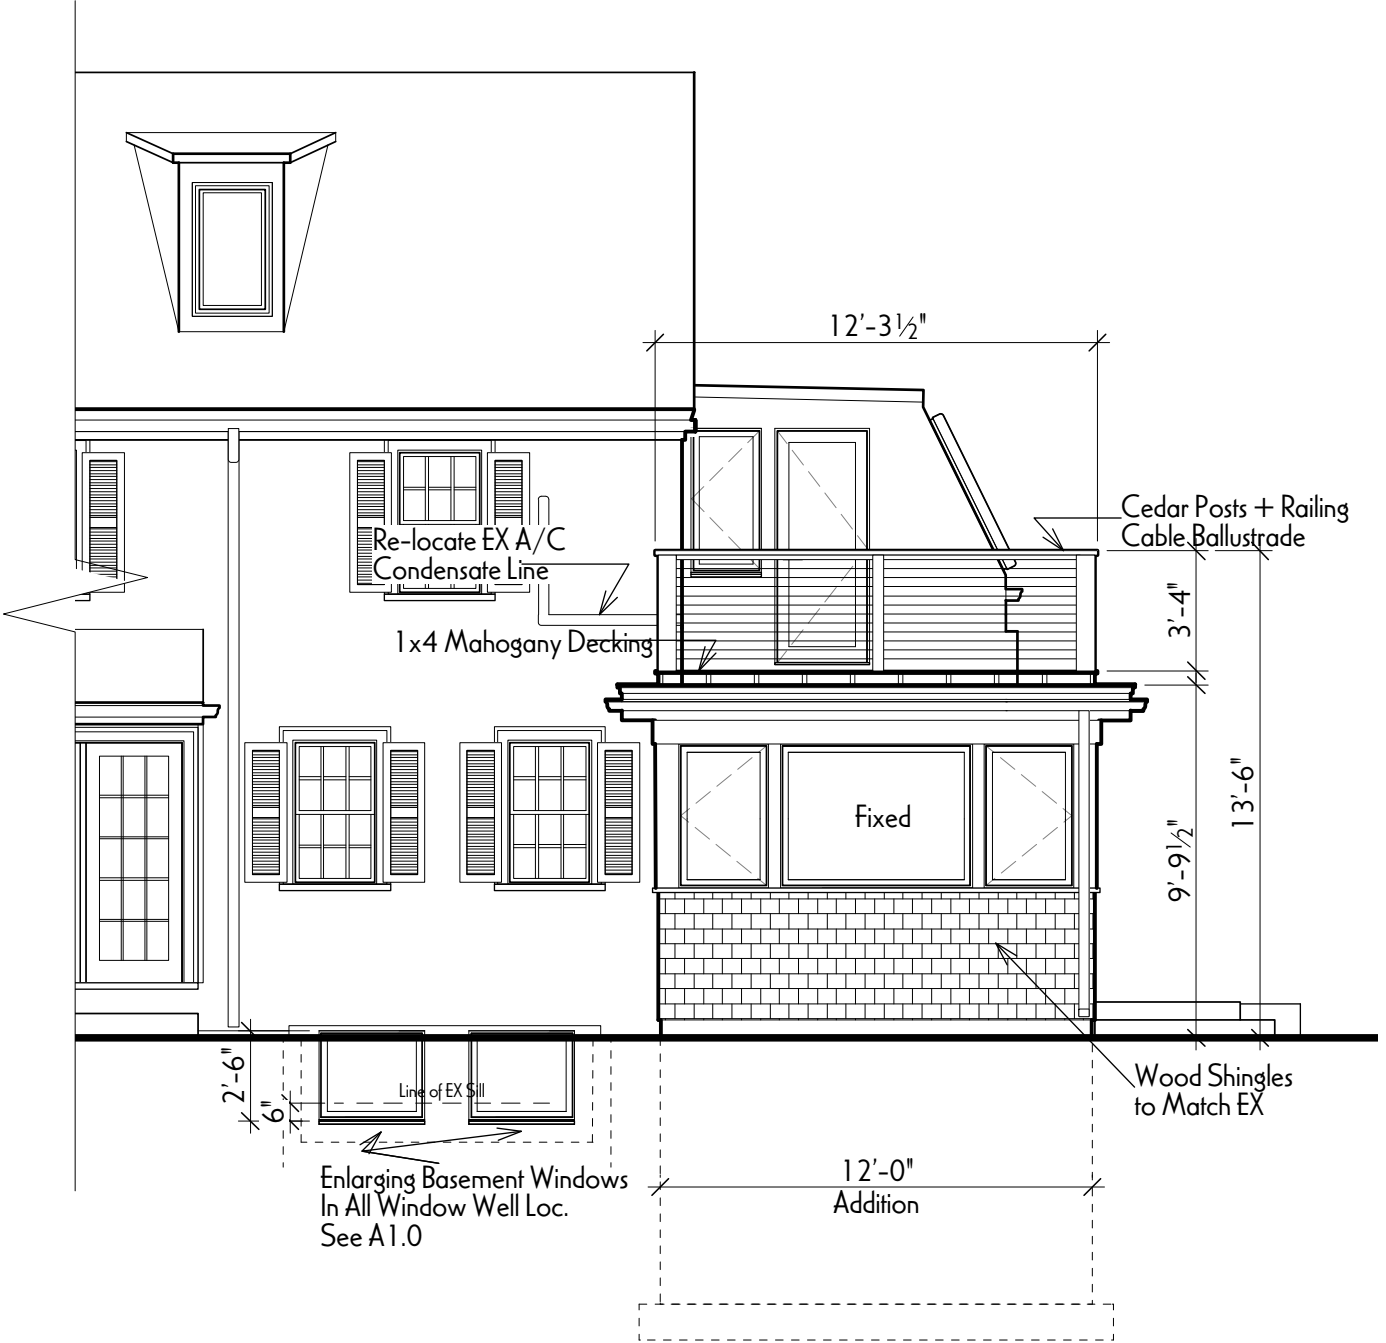 12'-3½"
Cedar Posts + Railing
Cable Ballustrade
Re-locate EX A/C
Condensate Line
1x4 Mahogany Decking
3'-4"
13'-6"
9'-9½"
Fixed
2'-6"
6"
Line of EX Sill
Wood Shingles
to Match EX
Enlarging Basement Windows
In All Window Well Loc.
See A1.0
12'-0"
Addition